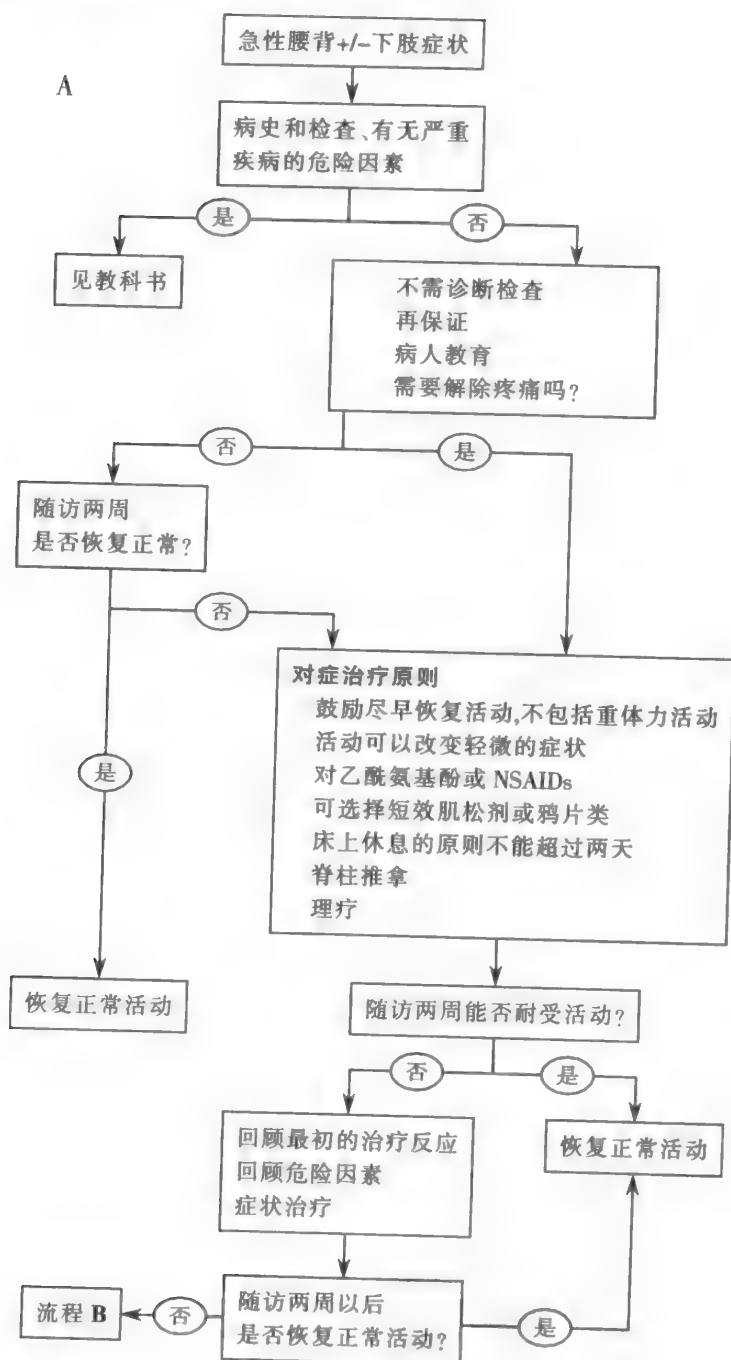 急性腰背+/-下肢症状
A
病史和检查、有无严重
疾病的危险因素
是
否
见教科书
不需诊断检查
再保证
病人教育
需要解除疼痛吗?
否
是
随访两周
是否恢复正常?
否
对症治疗原则
鼓励尽早恢复活动,不包括重体力活动
活动可以改变轻微的症状
对乙酰氨基酚或 NSAIDs
可选择短效肌松剂或鸦片类
床上休息的原则不能超过两天
脊柱推拿
理疗
是
恢复正常活动
随访两周能否耐受活动?
否
是
回顾最初的治疗反应
回顾危险因素
症状治疗
恢复正常活动
流程 B
否
随访两周以后
是否恢复正常活动?
是